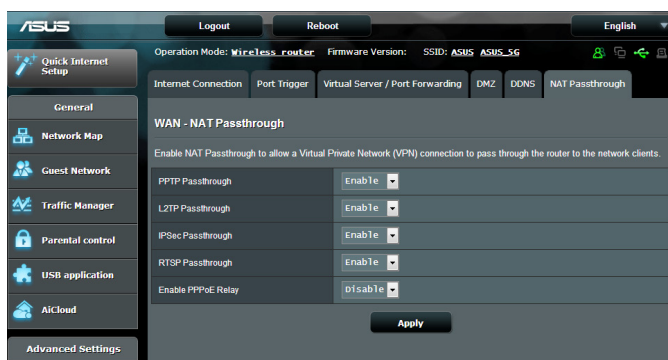 ASUS
Logout
Reboot
English
Quick Internet
Setup
Operation Mode: Wireless router Firmware Version: SSID: ASUS ASUS_5G
Internet Connection
Port Trigger
Virtual Server / Port Forwarding
DMZ
DDNS
NAT Passthrough
General
Network Map
Guest Network
Traffic Manager
Parental control
USB application
AiCloud
Advanced Settings
WAN - NAT Passthrough
Enable NAT Passthrough to allow a Virtual Private Network (VPN) connection to pass through the router to the network clients.
PPTP Passthrough Enable
L2TP Passthrough Enable
IPSec Passthrough Enable
RTSP Passthrough Enable
Enable PPPoE Relay Disable
Apply